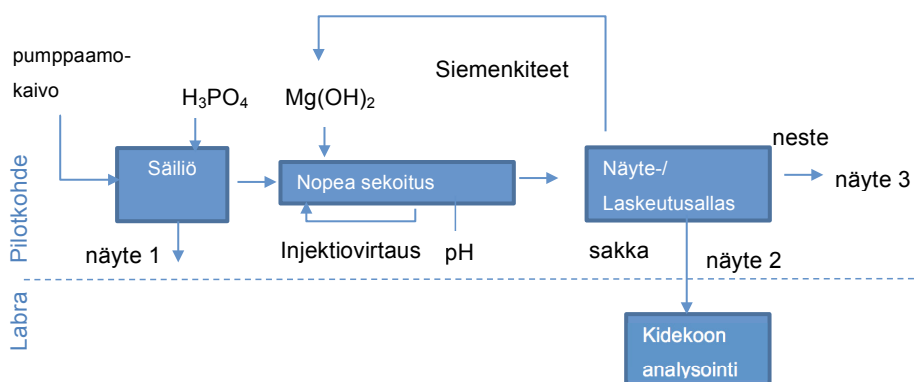 pumppaamo-
kaivo
H₃PO₄
Mg(OH)₂
Siemenkiteet
Säiliö
Nopea sekoitus
Näyte-/
Laskeutusallas
neste
näyte 3
näyte 1
Injektiovirtaus
pH
sakka
näyte 2
Pilotkohde
Labra
Kidekoon
analysointi